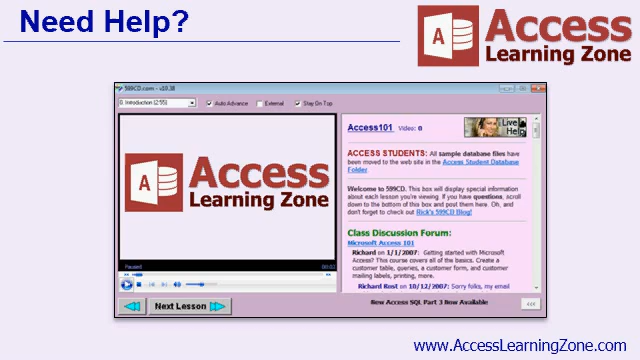 Need Help?
A
Access
Learning Zone
599CD.com - v10.38
0. Introduction (2:55)
Auto Advance
External
Stay On Top
A
Access
Learning Zone
Paused
00:03
Next Lesson
Access101 Video: 0
Live Help
ACCESS STUDENTS: All sample database files have
been moved to the web site in the Access Student Database
Folder
Welcome to 599CD. This box will display special information
about each lesson you're viewing. If you have questions, scroll
down to the bottom of this box and post them here. Oh, and
don't forget to check out Rick's 599CD Blog!
Class Discussion Forum:
Microsoft Access 101
Richard on 1/1/2007: Getting started with Microsoft
Access? This course covers all of the basics. Create a
customer table, queries, a customer form, and customer
mailing labels, printing, more.
Richard Rost on 10/12/2007: Sorry folks, my email
New Access SQL Part 3 Now Available
<<<
www.AccessLearningZone.com